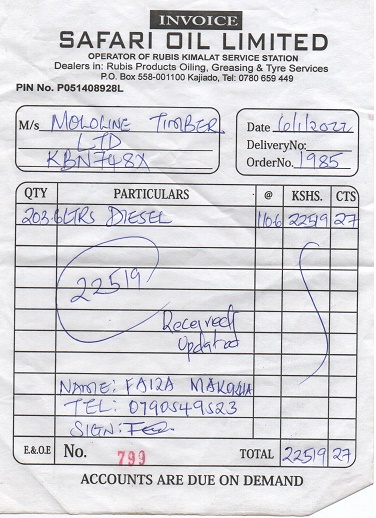 INVOICE
SAFARI OIL LIMITED
OPERATOR OF RUBIS KIMALAT SERVICE STATION
Dealers in: Rubis Products Oiling, Greasing & Tyre Services
P.O. Box 558-001100 Kajiado, Tel: 0780 659 449
PIN No. P051408928L
M/s MOLOLINE TIMBER
LTD
KBN748X
Date 6/1/2022
DeliveryNo:
OrderNo. 1985
QTY PARTICULARS @ KSHS. CTS
203.6LTRS DIESEL 110.6 22519 27
22519
Received
Updated
NAME: FAIZA
TEL: 0790549523
SIGN:
E.&O.E No. 799 TOTAL 22519 27
ACCOUNTS ARE DUE ON DEMAND